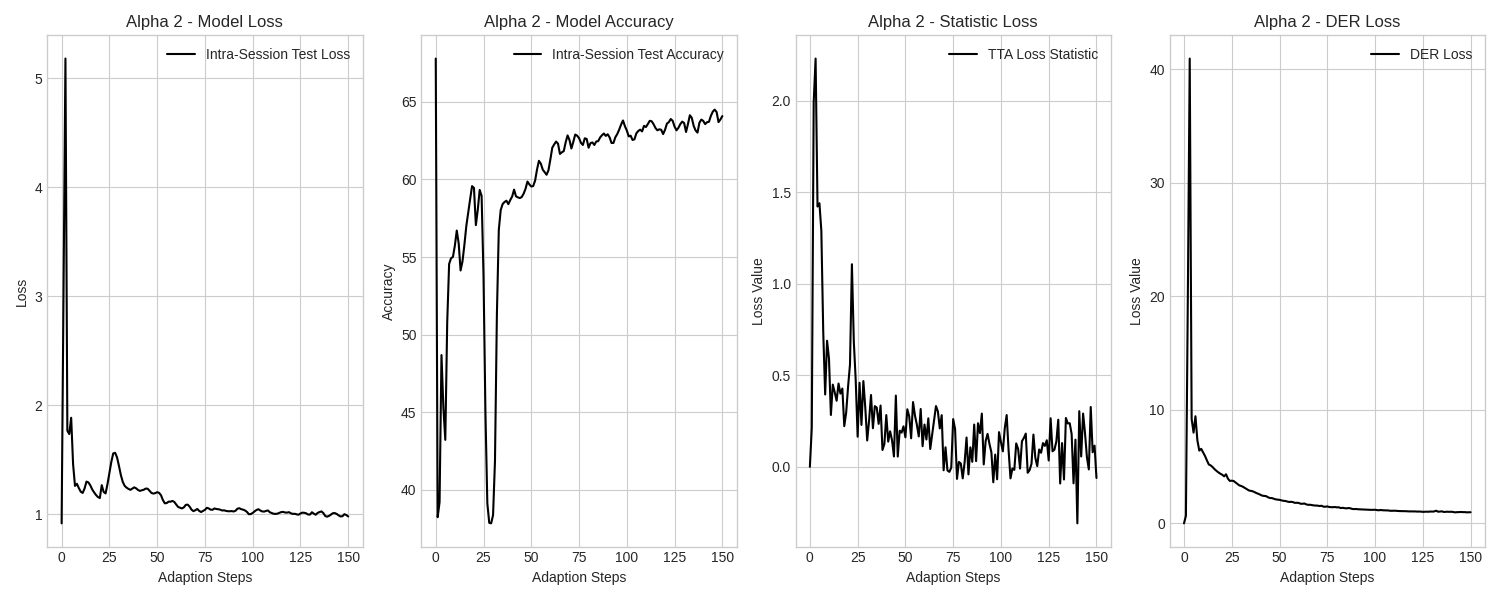 Alpha 2 - Model Loss
Intra-Session Test Loss
Loss
5
4
3
2
1
0 25 50 75 100 125 150
Adaption Steps
Alpha 2 - Model Accuracy
Intra-Session Test Accuracy
Accuracy
65
60
55
50
45
40
0 25 50 75 100 125 150
Adaption Steps
Alpha 2 - Statistic Loss
TTA Loss Statistic
Loss Value
2.0
1.5
1.0
0.5
0.0
0 25 50 75 100 125 150
Adaption Steps
Alpha 2 - DER Loss
DER Loss
Loss Value
40
30
20
10
0
0 25 50 75 100 125 150
Adaption Steps